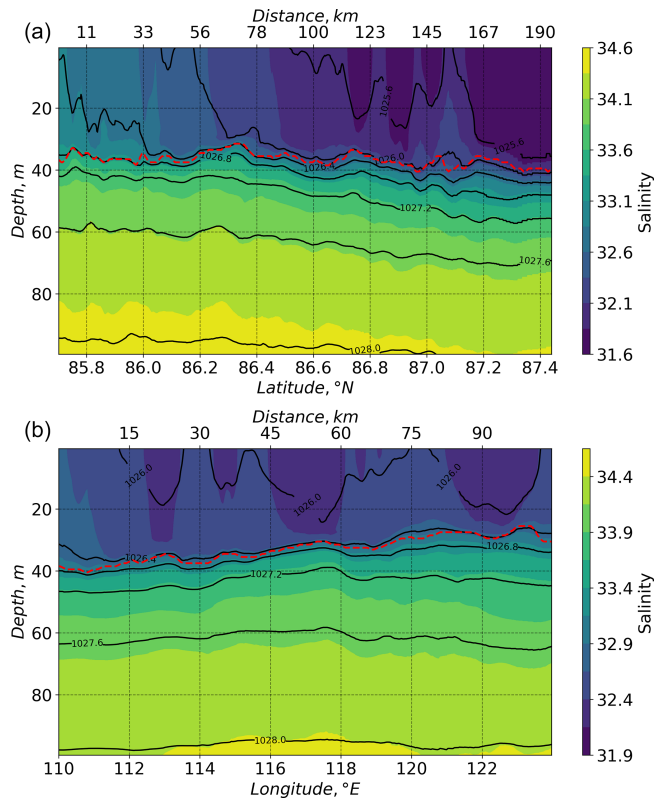 (a)
Distance, km
11 33 56 78 100 123 145 167 190
20
40
60
80
Depth, m
1025.6
1025.6
1026.8
1026.4
1026.0
1027.2
1027.6
1028.0
85.8 86.0 86.2 86.4 86.6 86.8 87.0 87.2 87.4
Latitude, °N
34.6
34.1
33.6
33.1
32.6
32.1
31.6
Salinity
(b)
Distance, km
15 30 45 60 75 90
20
40
60
80
Depth, m
1026.0
1026.0
1026.0
1026.4
1026.8
1027.2
1027.6
1028.0
110 112 114 116 118 120 122
Longitude, °E
34.4
33.9
33.4
32.9
32.4
31.9
Salinity